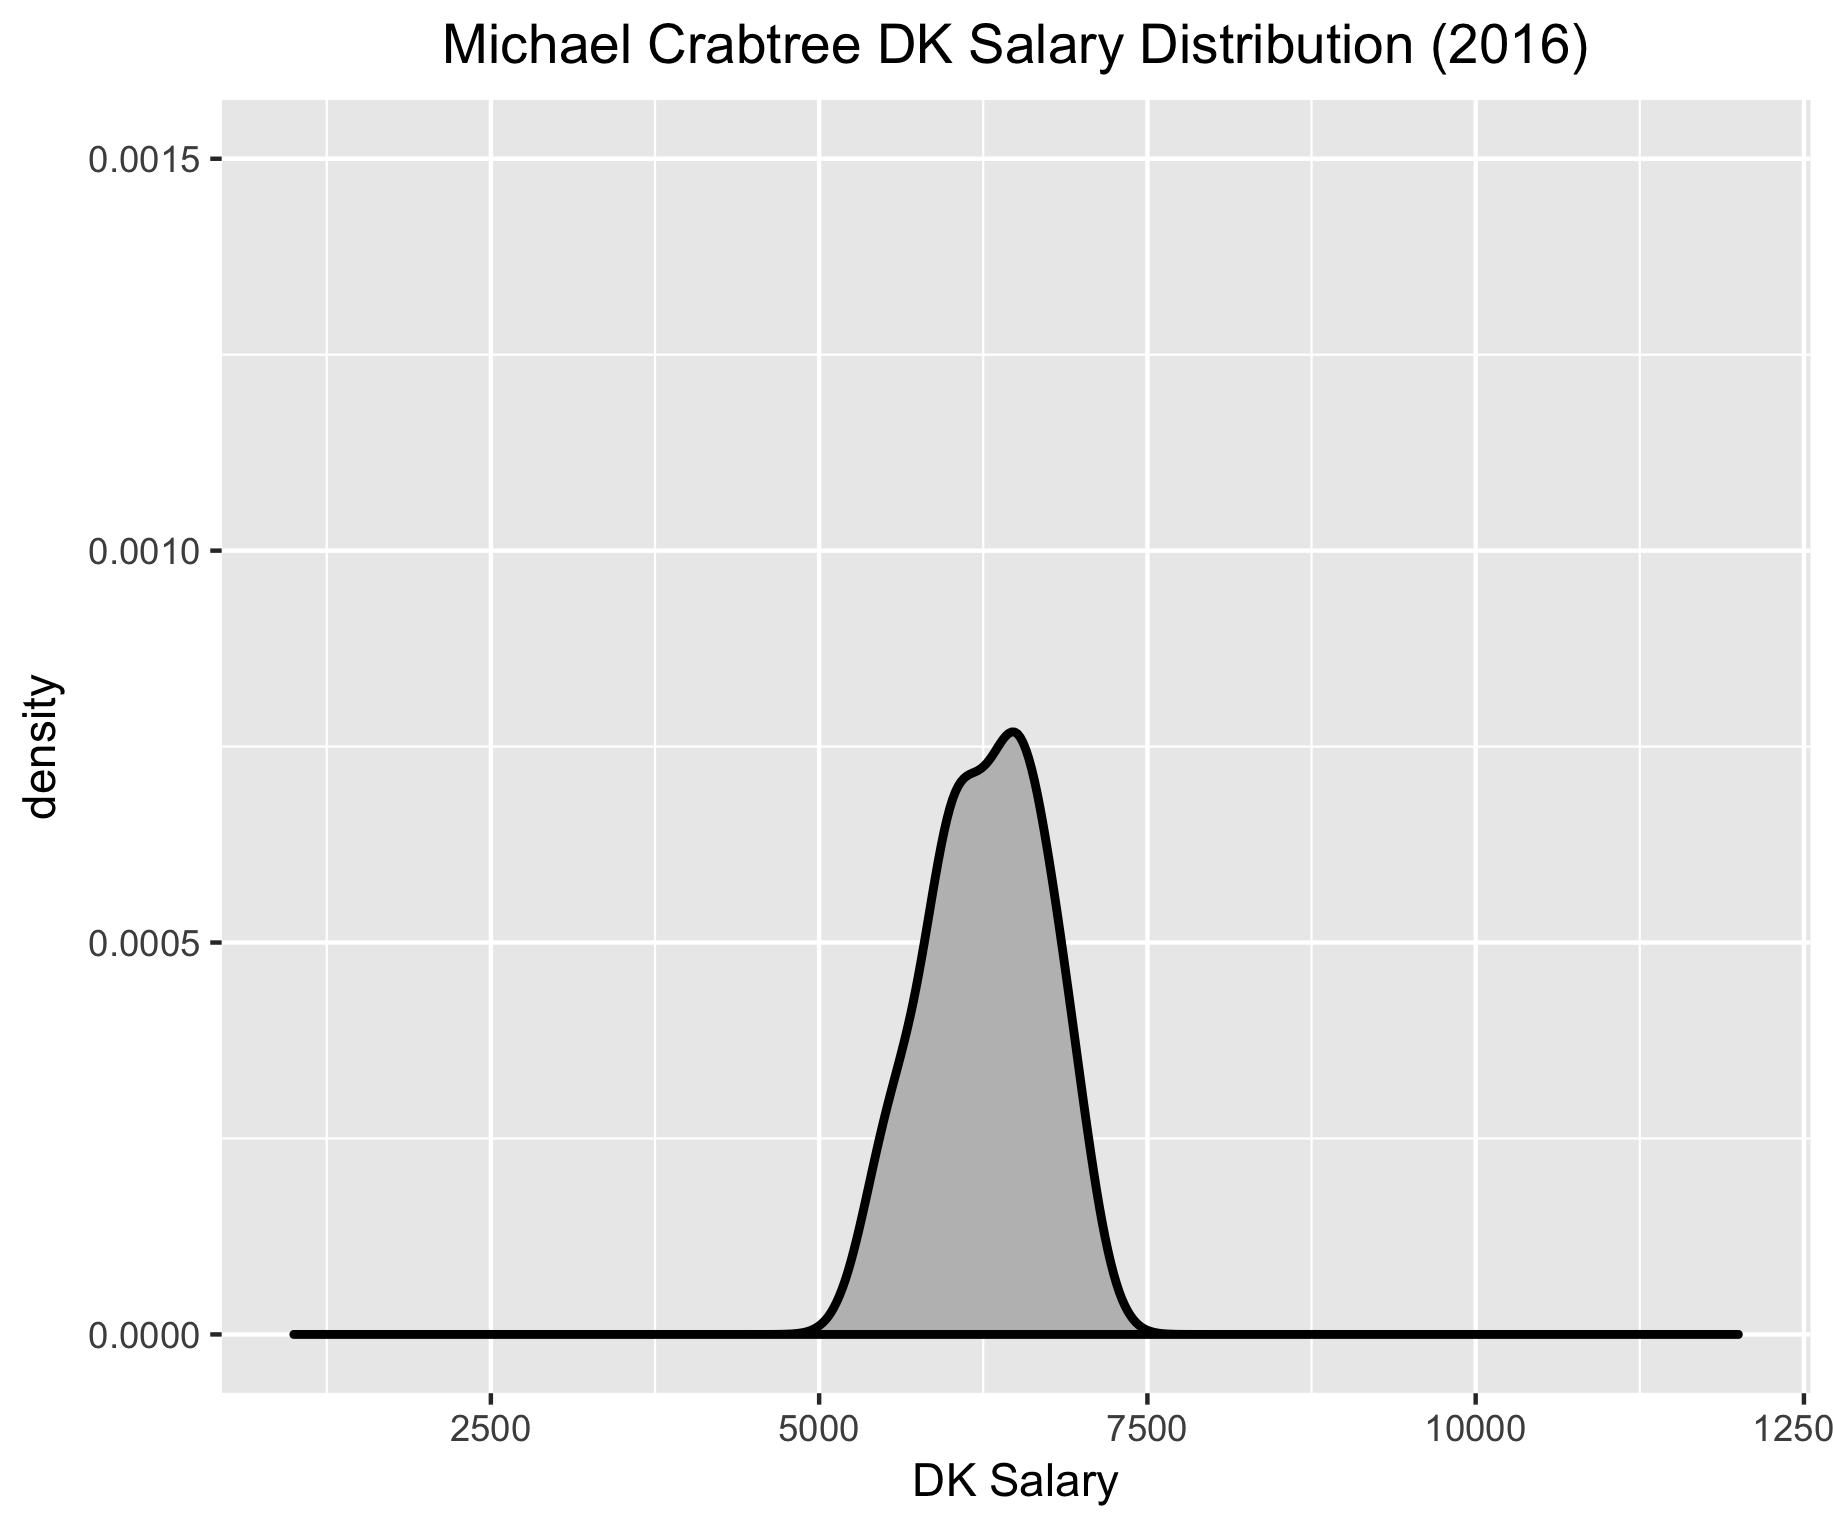 Michael Crabtree DK Salary Distribution (2016)
0.0015
0.0010
density
0.0005
0.0000
2500 5000 7500 10000 1250
DK Salary